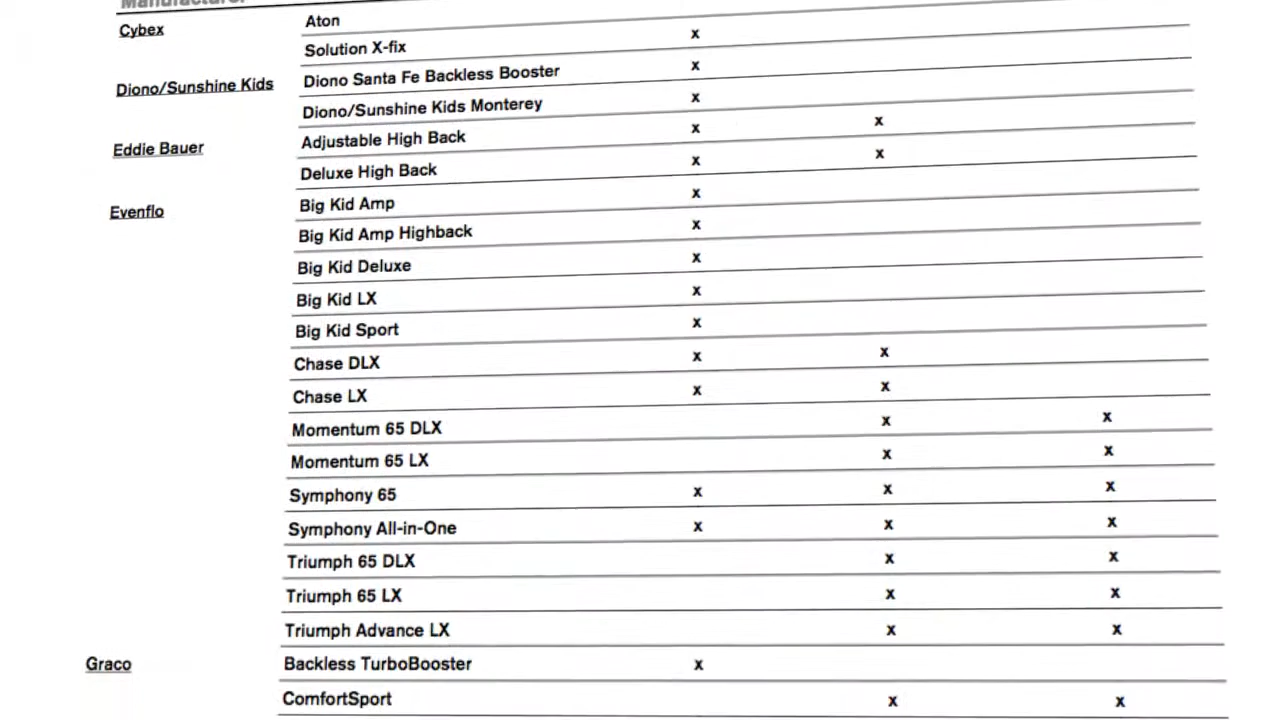 Manufacturer
Cybex Aton
Solution X-fix x
Diono/Sunshine Kids Diono Santa Fe Backless Booster x
Diono/Sunshine Kids Monterey x
Eddie Bauer Adjustable High Back x x
Deluxe High Back x x
Evenflo Big Kid Amp x
Big Kid Amp Highback x
Big Kid Deluxe x
Big Kid LX x
Big Kid Sport x
Chase DLX x x
Chase LX x x
Momentum 65 DLX x x
Momentum 65 LX x x
Symphony 65 x x x
Symphony All-in-One x x x
Triumph 65 DLX x x
Triumph 65 LX x x
Triumph Advance LX x x
Graco Backless TurboBooster x
ComfortSport x x